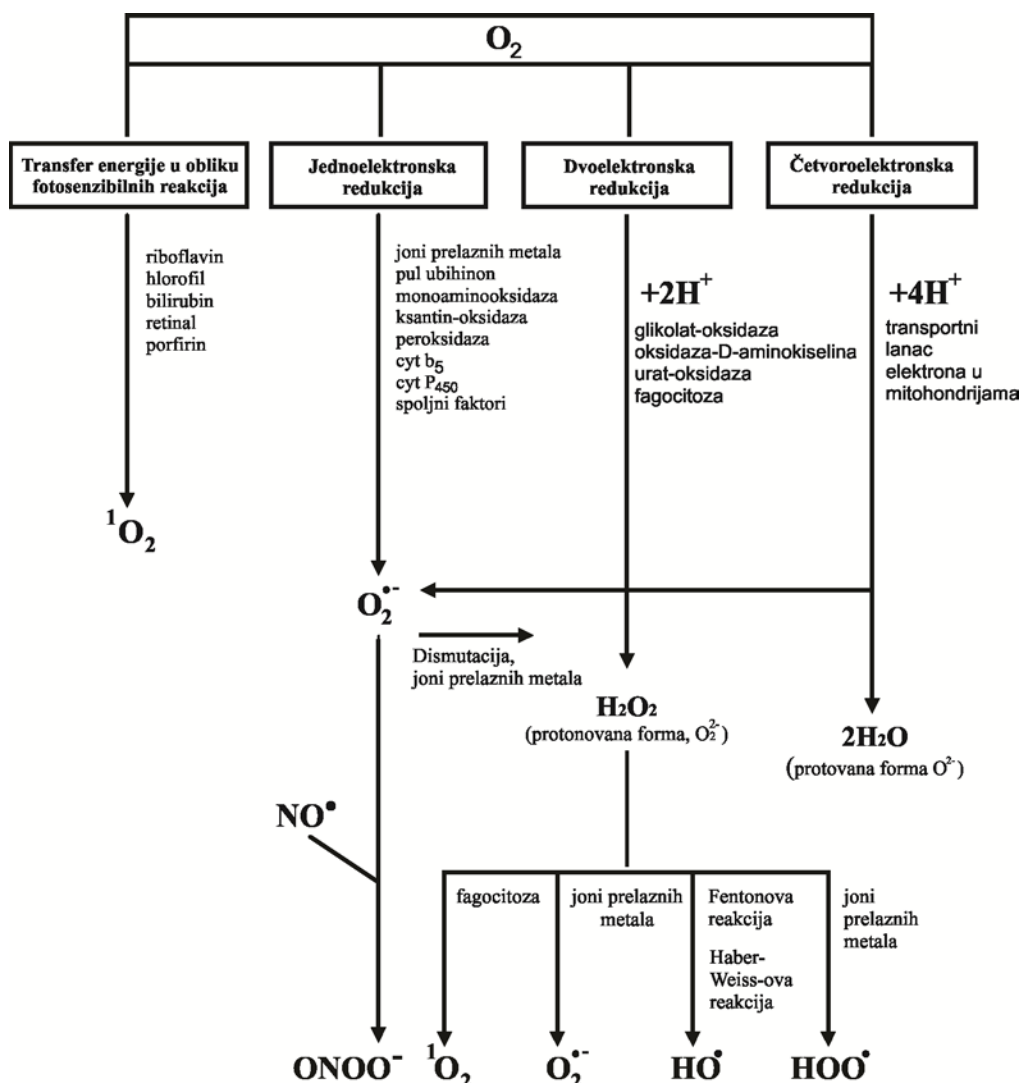 O₂
Transfer energije u obliku
fotosenzibilnih reakcija
Jednoelektronska
redukcija
Dvoelektronska
redukcija
Četvoroelektronska
redukcija
riboflavin
hlorofil
bilirubin
retinal
porfirin
joni prelaznih metala
pul ubihinon
monoaminooksidaza
ksantin-oksidaza
peroksidaza
cyt b₅
cyt P₄₅₀
spoljni faktori
+2H⁺
glikolat-oksidaza
oksidaza-D-aminokiselina
urat-oksidaza
fagocitoza
+4H⁺
transportni
lanac
elektrona u
mitohondrijama
¹O₂
O₂•⁻
Dismutacija,
joni prelaznih metala
H₂O₂
(protonovana forma, O₂²⁻)
2H₂O
(protovana forma O²⁻)
NO•
fagocitoza
joni prelaznih
metala
Fentonova
reakcija
Haber-
Weiss-ova
reakcija
joni
prelaznih
metala
ONOO⁻
¹O₂
O₂•⁻
HO•
HOO•